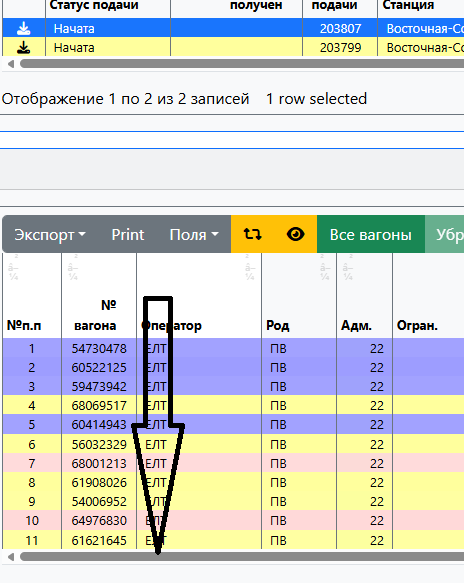 Статус подачи получен подачи Станция
Начата 203807 Восточная-Со
Начата 203799 Восточная-Со
Отображение 1 по 2 из 2 записей 1 row selected
Экспорт Print Поля Все вагоны Убр
№п.п № вагона Оператор Род Адм. Огран.
1 54730478 ЕЛТ ПВ 22
2 60522125 ЕЛТ ПВ 22
3 59473942 ЕЛТ ПВ 22
4 68069517 ЕЛТ ПВ 22
5 60414943 ЕЛТ ПВ 22
6 56032329 ЕЛТ ПВ 22
7 68001213 ЕЛТ ПВ 22
8 61908026 ЕЛТ ПВ 22
9 54006952 ЕЛТ ПВ 22
10 64976830 ЕЛТ ПВ 22
11 61621645 ЕЛТ ПВ 22